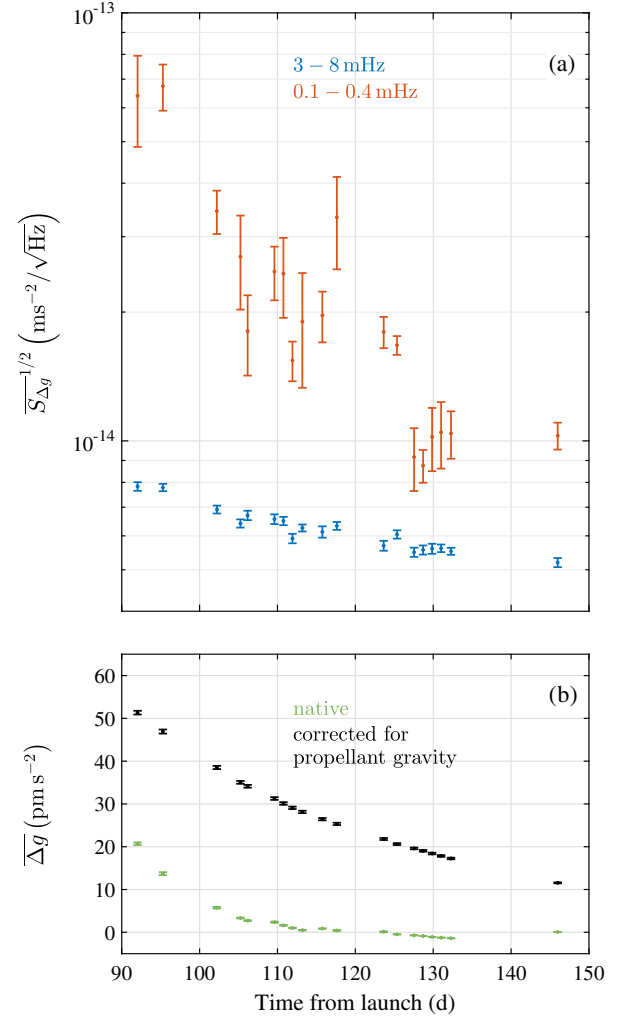 10-13
3 − 8 mHz
(a)
0.1 − 0.4 mHz
S̅Δg1/2 (ms−2/√Hz)
10-14
60
(b)
native
50
corrected for
propellant gravity
40
Δg (pm s−2)
30
20
10
0
90 100 110 120 130 140 150
Time from launch (d)